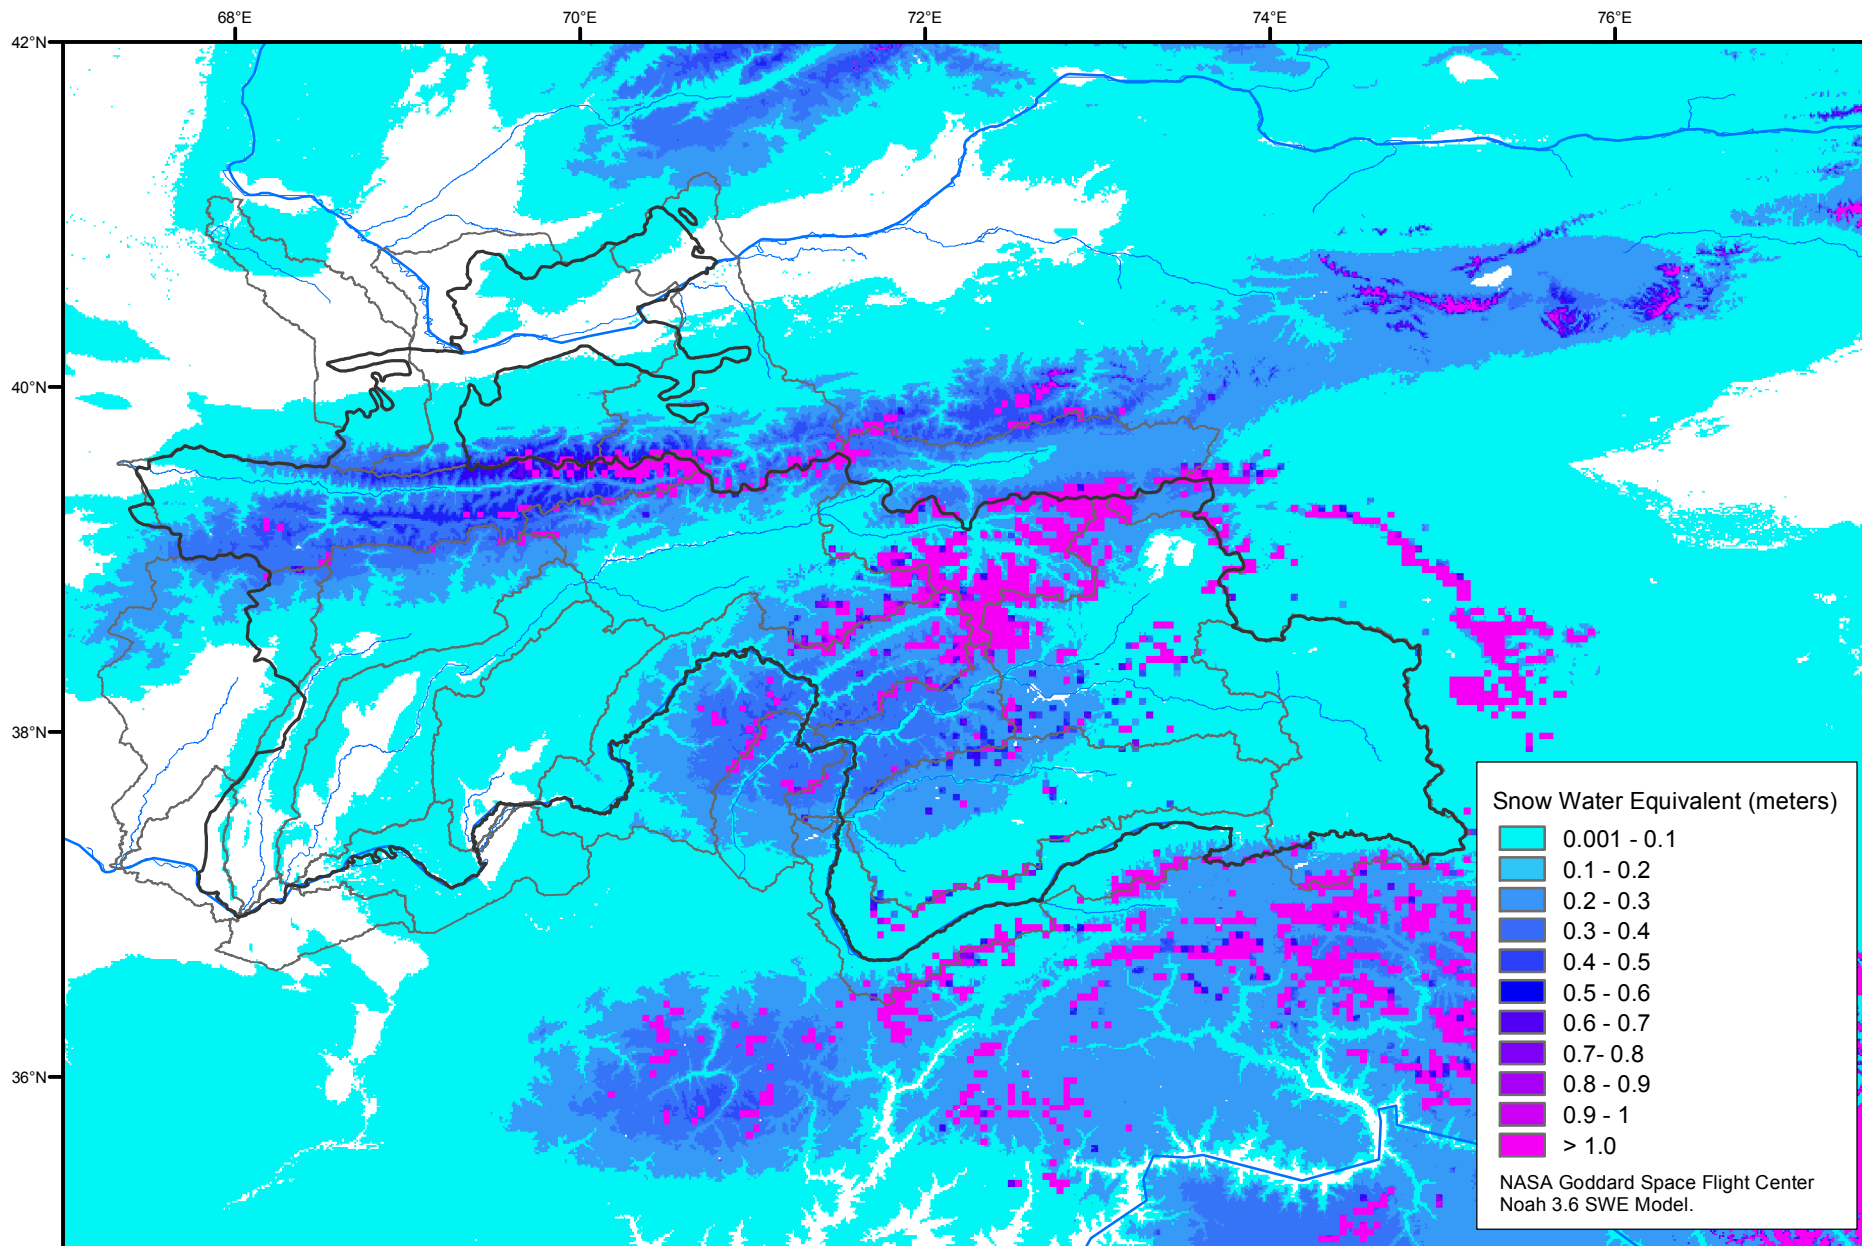 68°E 70°E 72°E 74°E 76°E
42°N
40°N
38°N
36°N
Snow Water Equivalent (meters)
0.001 - 0.1
0.1 - 0.2
0.2 - 0.3
0.3 - 0.4
0.4 - 0.5
0.5 - 0.6
0.6 - 0.7
0.7- 0.8
0.8 - 0.9
0.9 - 1
> 1.0
NASA Goddard Space Flight Center
Noah 3.6 SWE Model.